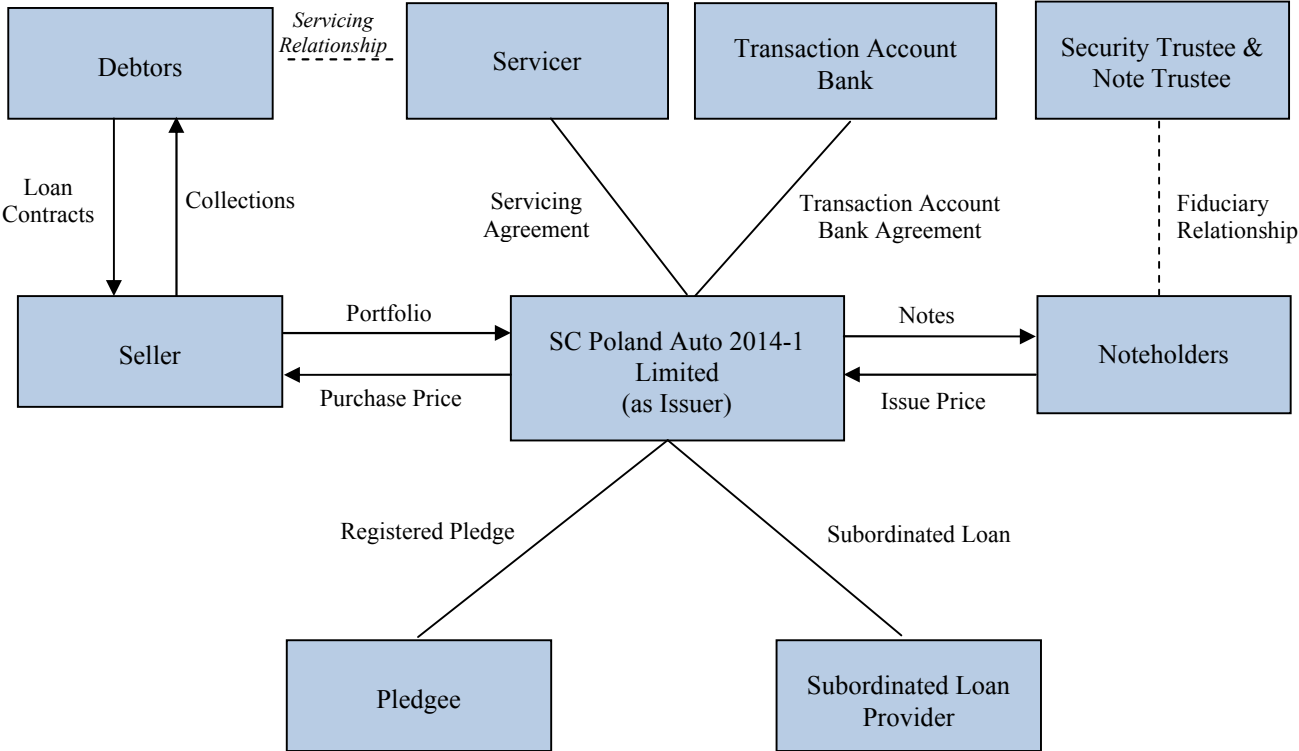 Debtors
Servicing
Relationship
Servicer
Transaction Account
Bank
Security Trustee &
Note Trustee
Loan
Contracts
Collections
Servicing
Agreement
Transaction Account
Bank Agreement
Fiduciary
Relationship
Seller
Portfolio
Purchase Price
SC Poland Auto 2014-1
Limited
(as Issuer)
Notes
Issue Price
Noteholders
Registered Pledge
Subordinated Loan
Pledgee
Subordinated Loan
Provider